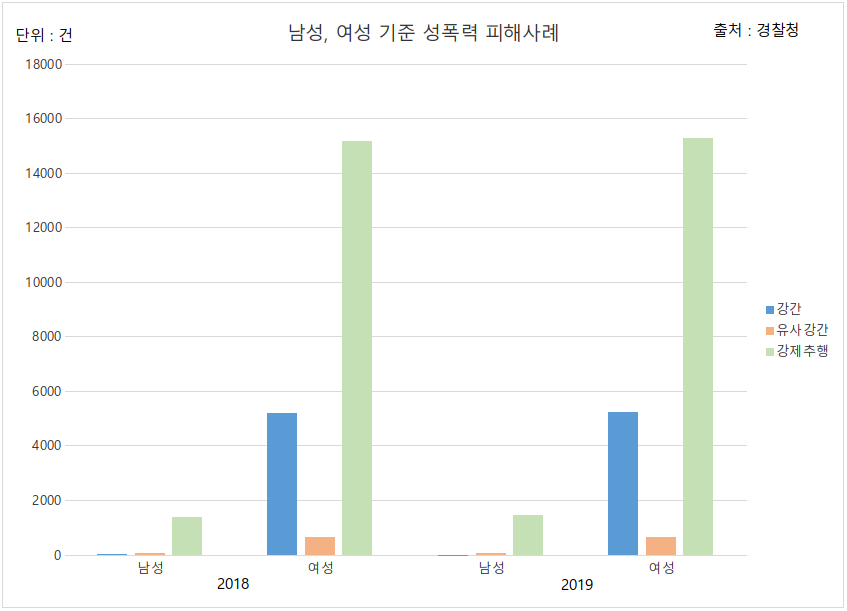 남성, 여성 기준 성폭력 피해사례
단위 : 건
출처 : 경찰청
18000
16000
14000
12000
10000
8000
6000
4000
2000
0
남성 여성 남성 여성
2018 2019
강간
유사강간
강제추행